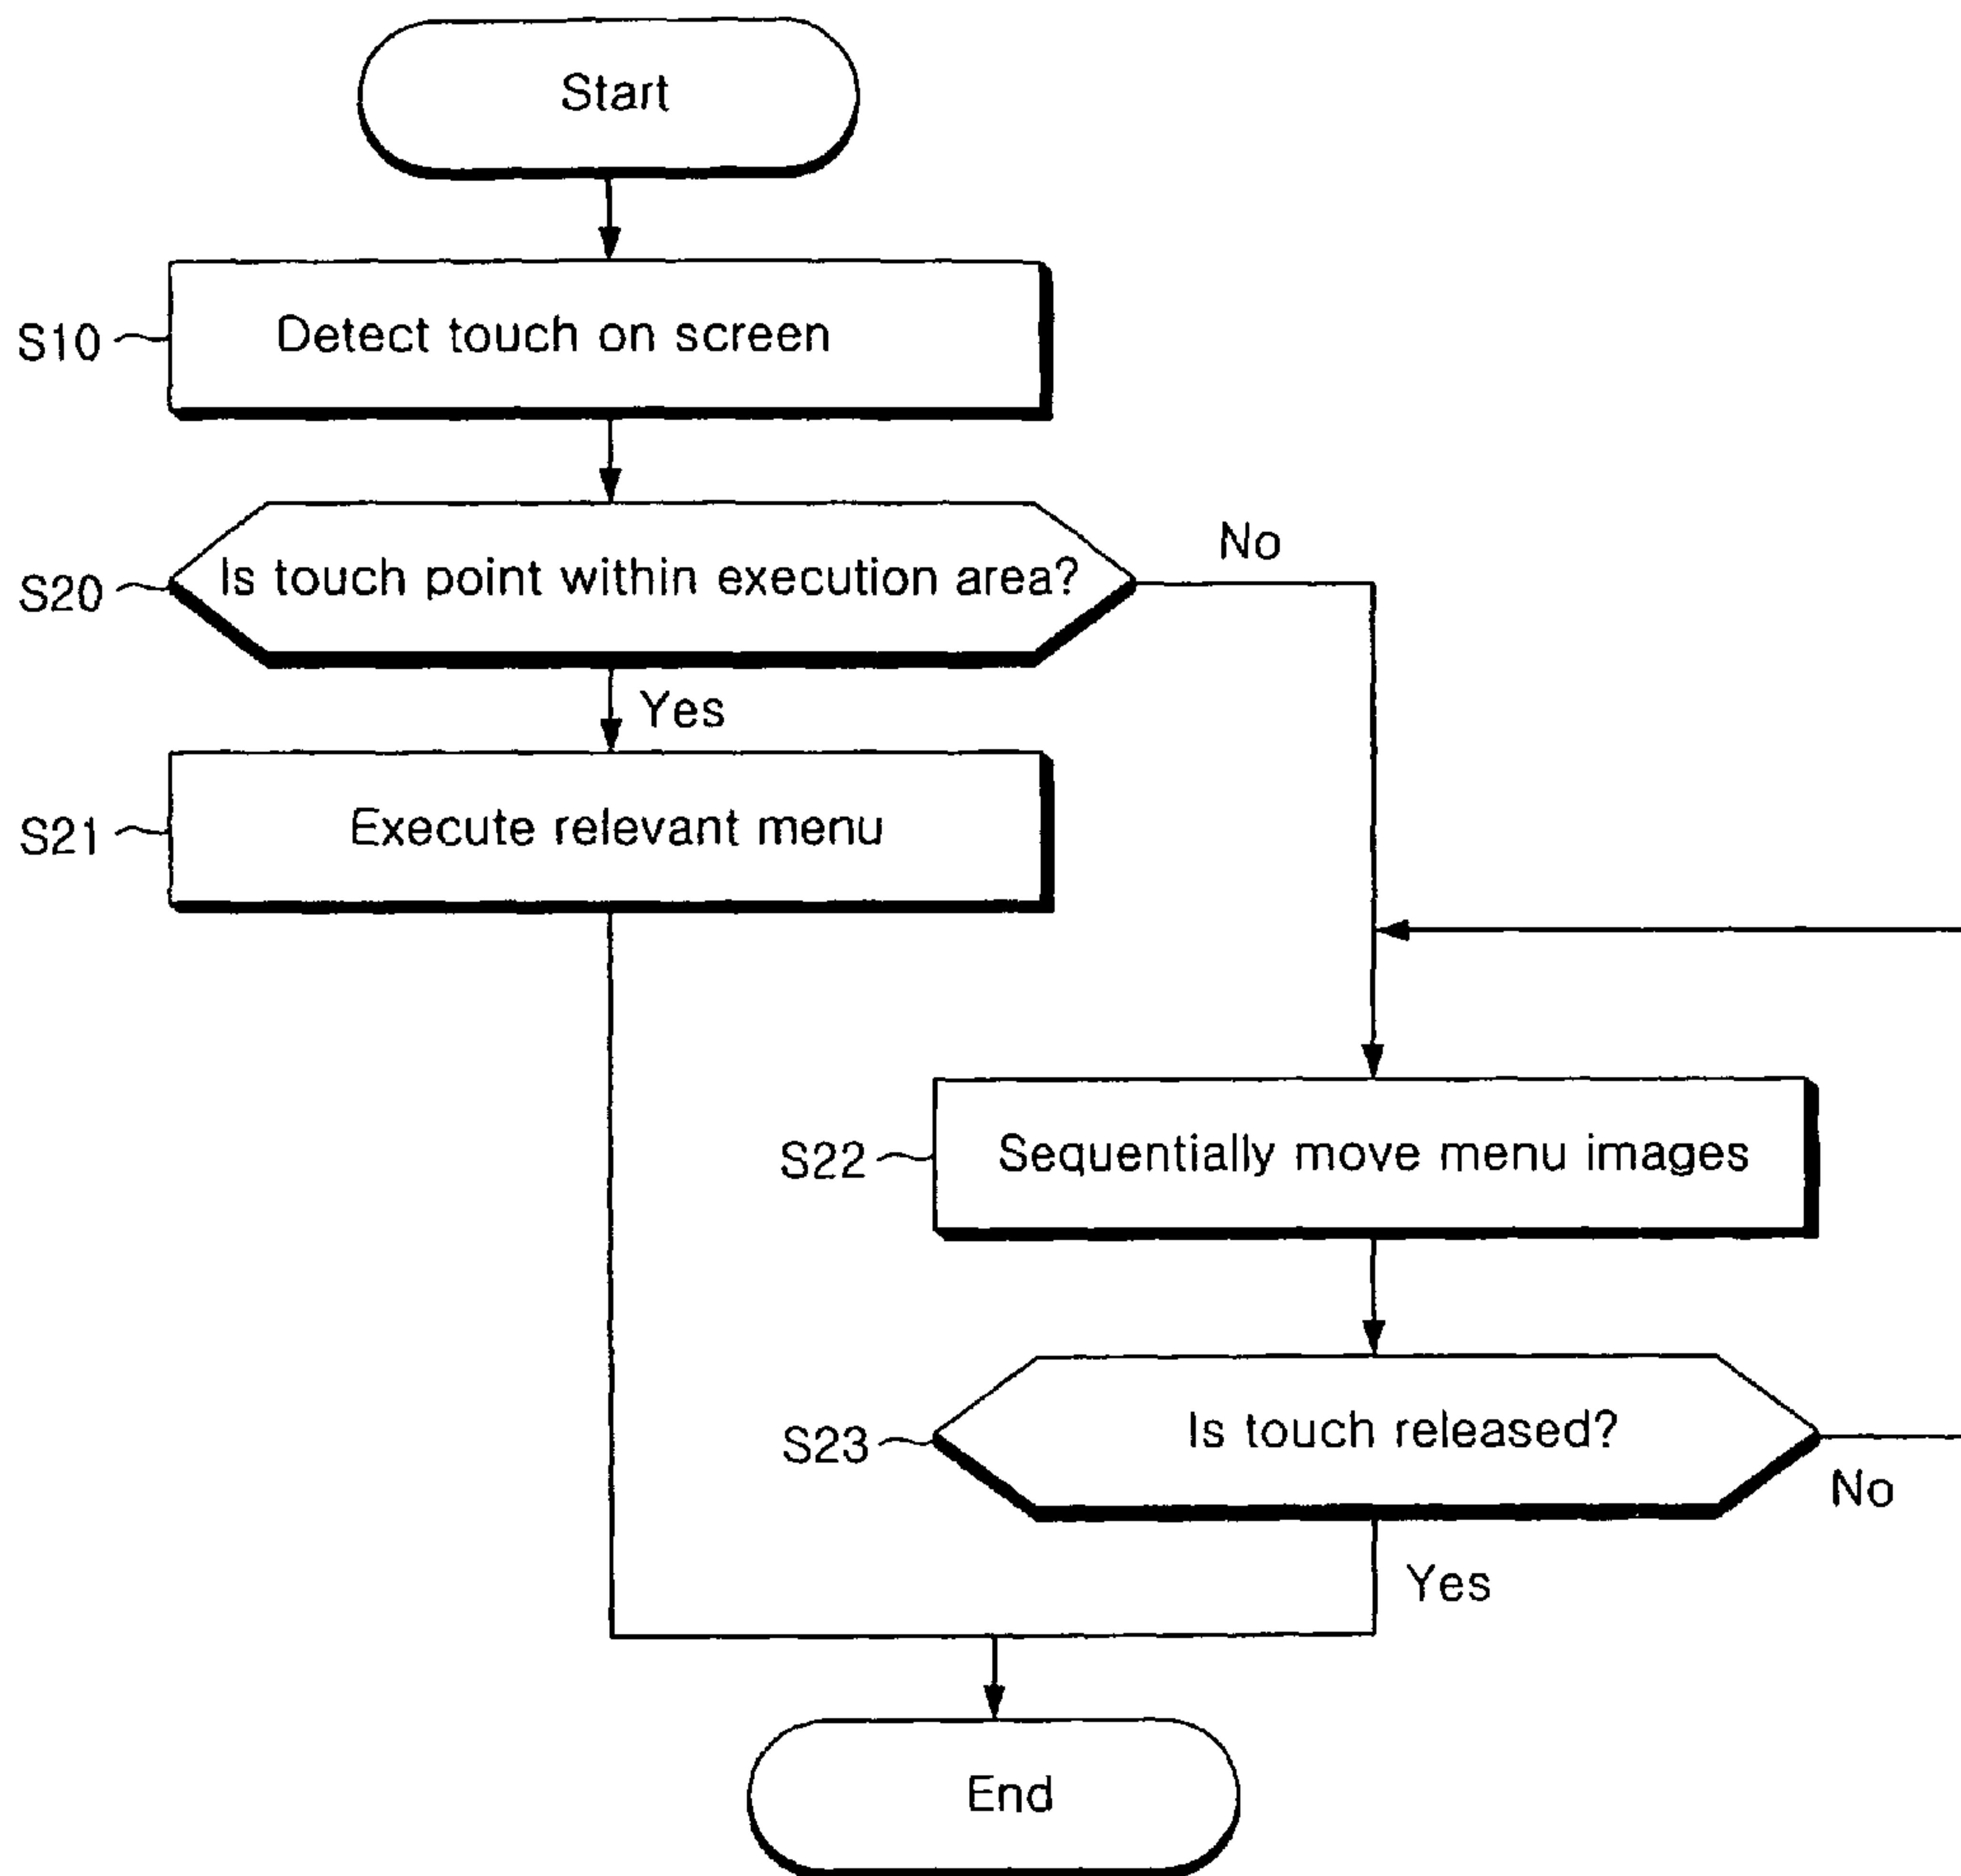 Start
S10
Detect touch on screen
S20
Is touch point within execution area?
No
Yes
S21
Execute relevant menu
S22
Sequentially move menu images
S23
Is touch released?
No
Yes
End